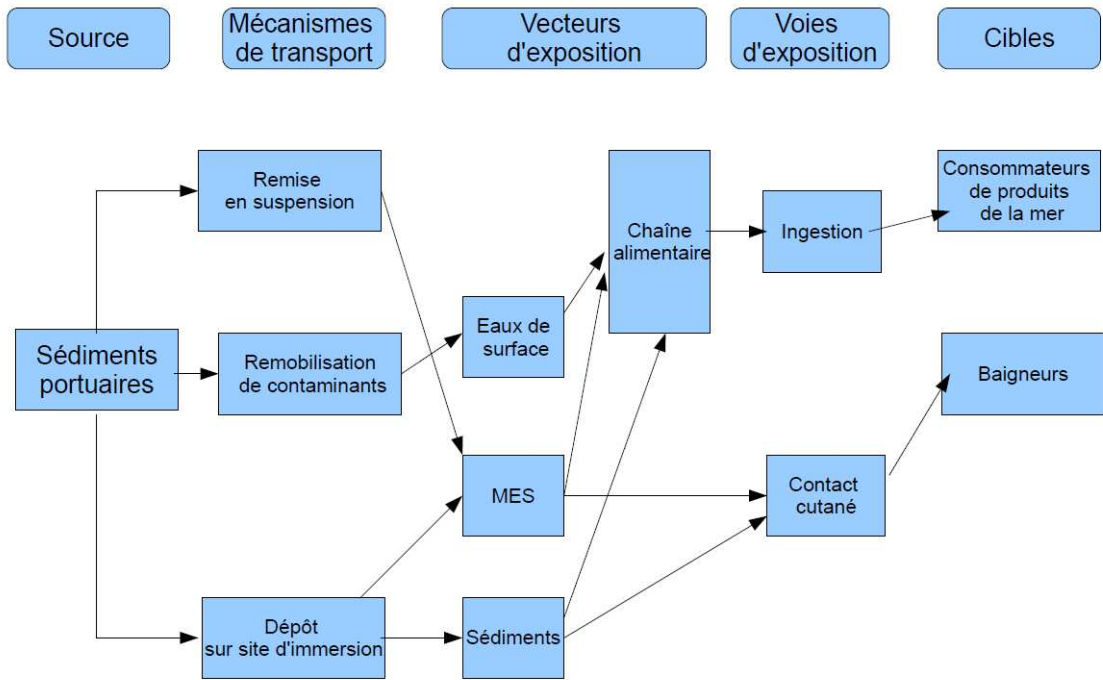 Source
Mécanismes
de transport
Vecteurs
d'exposition
Voies
d'exposition
Cibles
Remise
en suspension
Chaîne
alimentaire
Ingestion
Consommateurs
de produits
de la mer
Sédiments
portuaires
Remobilisation
de contaminants
Eaux de
surface
Baigneurs
MES
Contact
cutané
Dépôt
sur site d'immersion
Sédiments